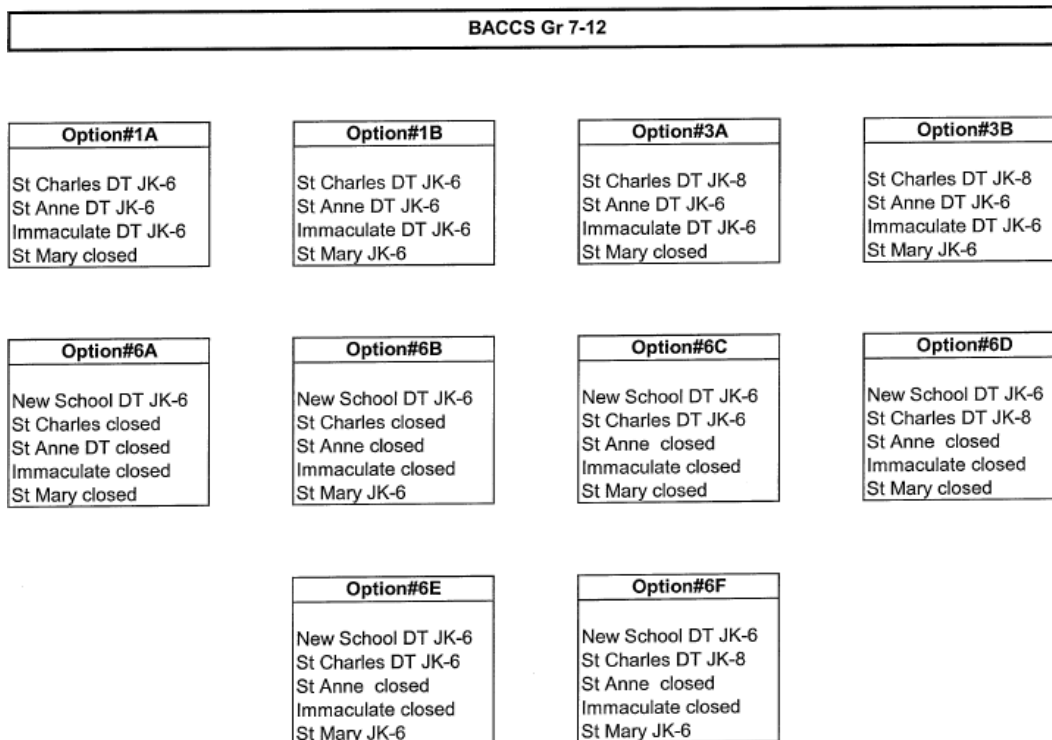 BACCS Gr 7-12
Option#1A
St Charles DT JK-6
St Anne DT JK-6
Immaculate DT JK-6
St Mary closed
Option#1B
St Charles DT JK-6
St Anne DT JK-6
Immaculate DT JK-6
St Mary JK-6
Option#3A
St Charles DT JK-8
St Anne DT JK-6
Immaculate DT JK-6
St Mary closed
Option#3B
St Charles DT JK-8
St Anne DT JK-6
Immaculate DT JK-6
St Mary JK-6
Option#6A
New School DT JK-6
St Charles closed
St Anne DT closed
Immaculate closed
St Mary closed
Option#6B
New School DT JK-6
St Charles closed
St Anne closed
Immaculate closed
St Mary JK-6
Option#6C
New School DT JK-6
St Charles DT JK-6
St Anne closed
Immaculate closed
St Mary closed
Option#6D
New School DT JK-6
St Charles DT JK-8
St Anne closed
Immaculate closed
St Mary closed
Option#6E
New School DT JK-6
St Charles DT JK-6
St Anne closed
Immaculate closed
St Mary JK-6
Option#6F
New School DT JK-6
St Charles DT JK-8
St Anne closed
Immaculate closed
St Mary JK-6